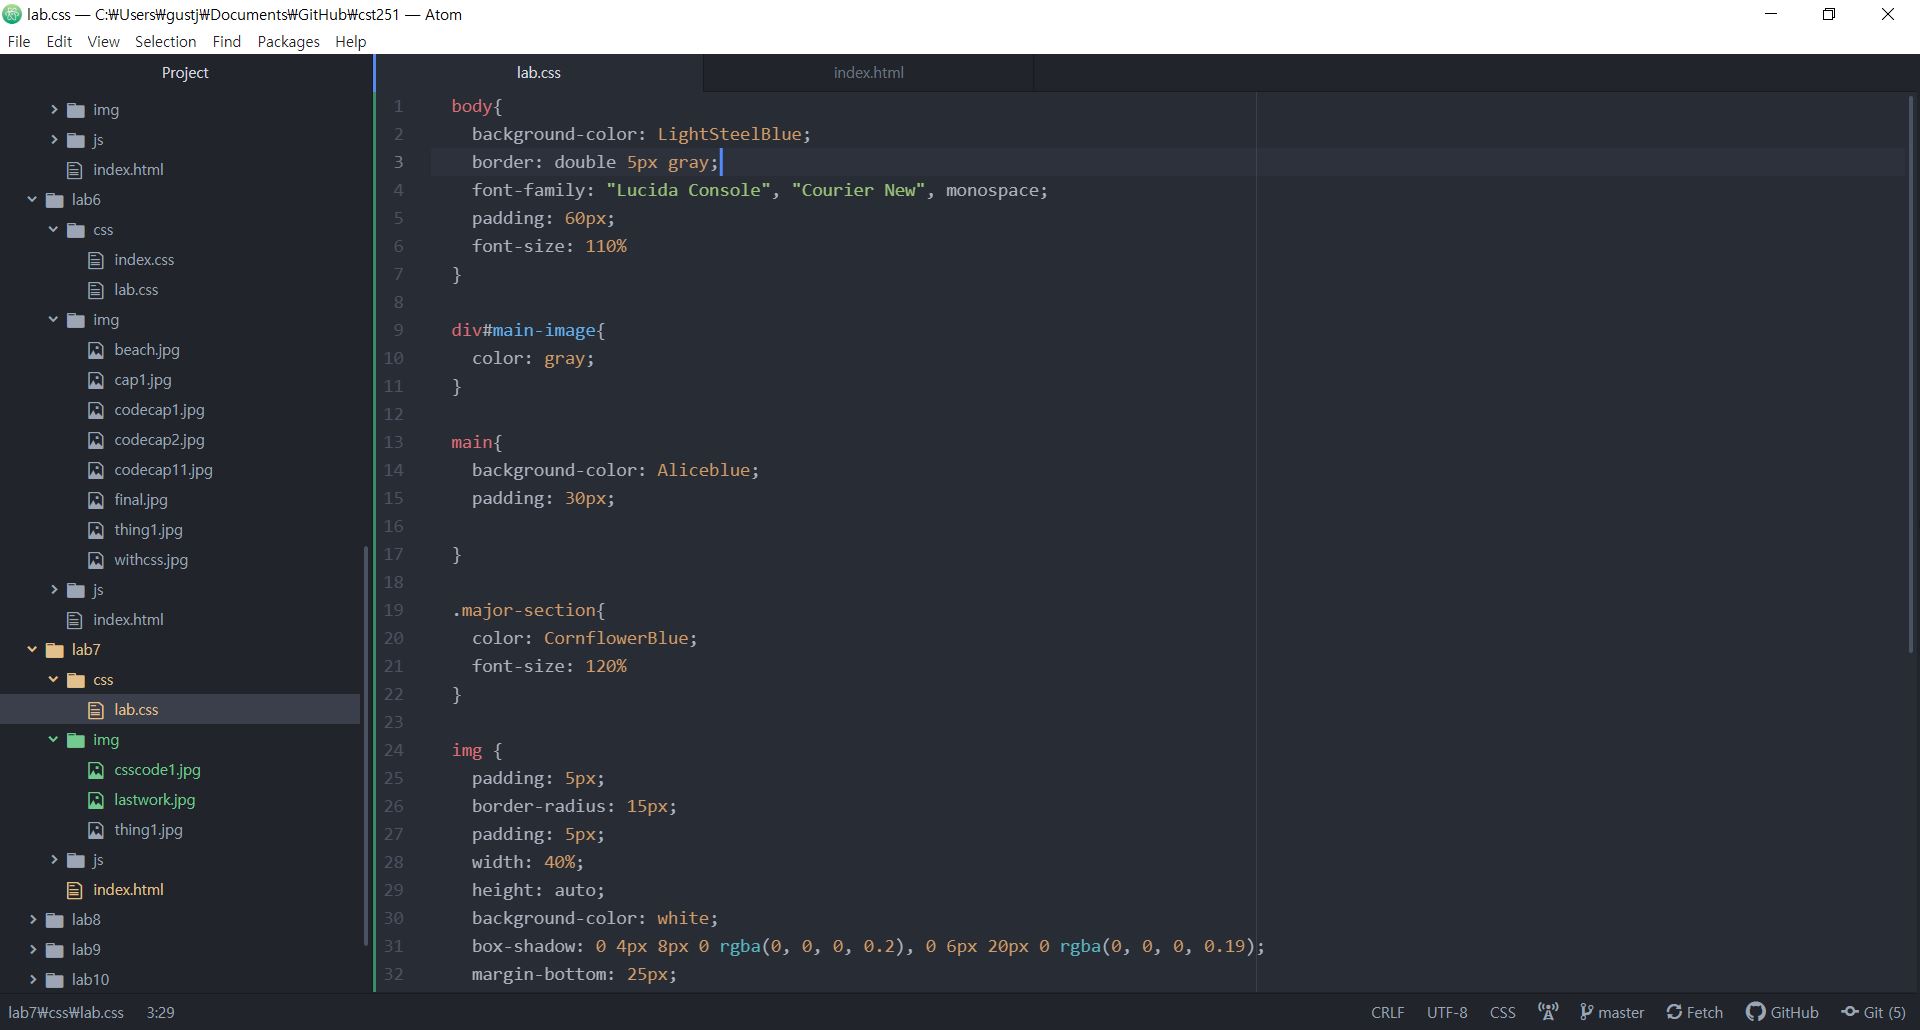 lab.css — C:₩Users₩gustj₩Documents₩GitHub₩cst251 — Atom
File Edit View Selection Find Packages Help
Project
img
js
index.html
lab6
css
index.css
lab.css
img
beach.jpg
cap1.jpg
codecap1.jpg
codecap2.jpg
codecap11.jpg
final.jpg
thing1.jpg
withcss.jpg
js
index.html
lab7
css
lab.css
img
csscode1.jpg
lastwork.jpg
thing1.jpg
js
index.html
lab8
lab9
lab10
lab.css index.html
1 body{
2 background-color: LightSteelBlue;
3 border: double 5px gray;
4 font-family: "Lucida Console", "Courier New", monospace;
5 padding: 60px;
6 font-size: 110%
7 }
8
9 div#main-image{
10 color: gray;
11 }
12
13 main{
14 background-color: Aliceblue;
15 padding: 30px;
16
17 }
18
19 .major-section{
20 color: CornflowerBlue;
21 font-size: 120%
22 }
23
24 img {
25 padding: 5px;
26 border-radius: 15px;
27 padding: 5px;
28 width: 40%;
29 height: auto;
30 background-color: white;
31 box-shadow: 0 4px 8px 0 rgba(0, 0, 0, 0.2), 0 6px 20px 0 rgba(0, 0, 0, 0.19);
32 margin-bottom: 25px;
lab7₩css₩lab.css 3:29 CRLF UTF-8 CSS master Fetch GitHub Git (5)